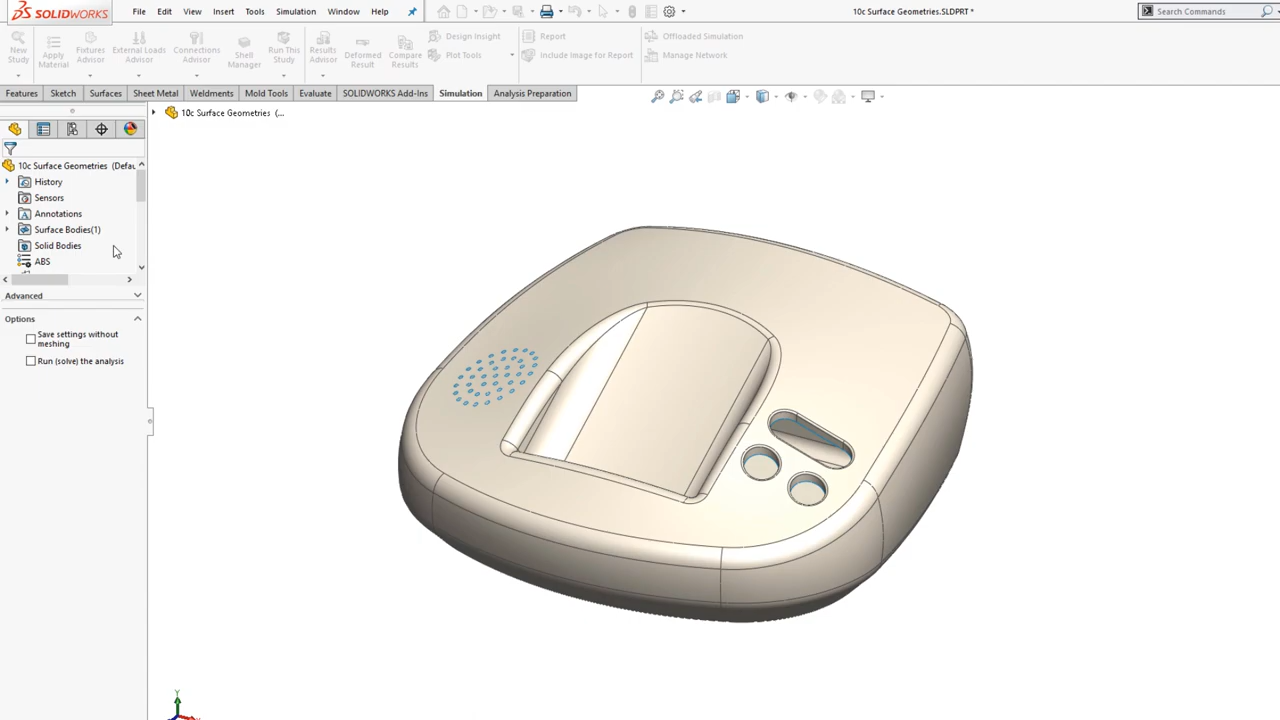 SOLIDWORKS File Edit View Insert Tools Simulation Window Help 10c Surface Geometries.SLDPRT * Search Commands
New Study
Apply Material
Fixtures Advisor
External Loads Advisor
Connections Advisor
Shell Manager
Run This Study
Results Advisor
Deformed Result
Compare Results
Design Insight
Plot Tools
Report
Include Image for Report
Offloaded Simulation
Manage Network
Features Sketch Surfaces Sheet Metal Weldments Mold Tools Evaluate SOLIDWORKS Add-Ins Simulation Analysis Preparation
10c Surface Geometries (...
10c Surface Geometries (Defau
History
Sensors
Annotations
Surface Bodies(1)
Solid Bodies
ABS
Advanced
Options
Save settings without
meshing
Run (solve) the analysis
Y